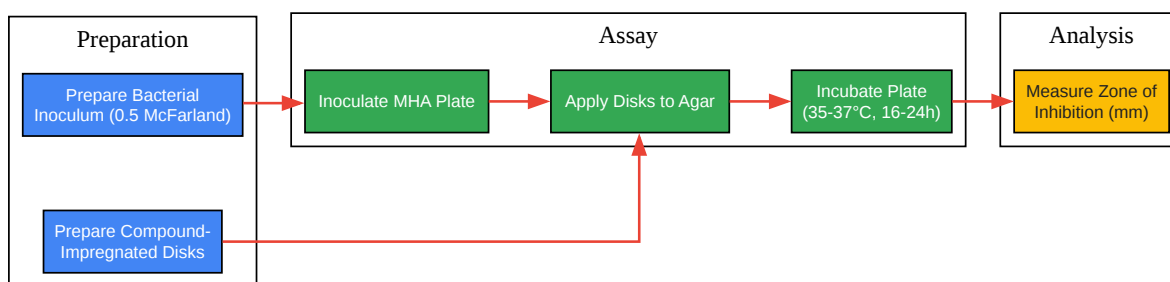 Preparation
Prepare Bacterial
Inoculum (0.5 McFarland)
Prepare Compound-
Impregnated Disks
Assay
Inoculate MHA Plate
Apply Disks to Agar
Incubate Plate
(35-37°C, 16-24h)
Analysis
Measure Zone of
Inhibition (mm)